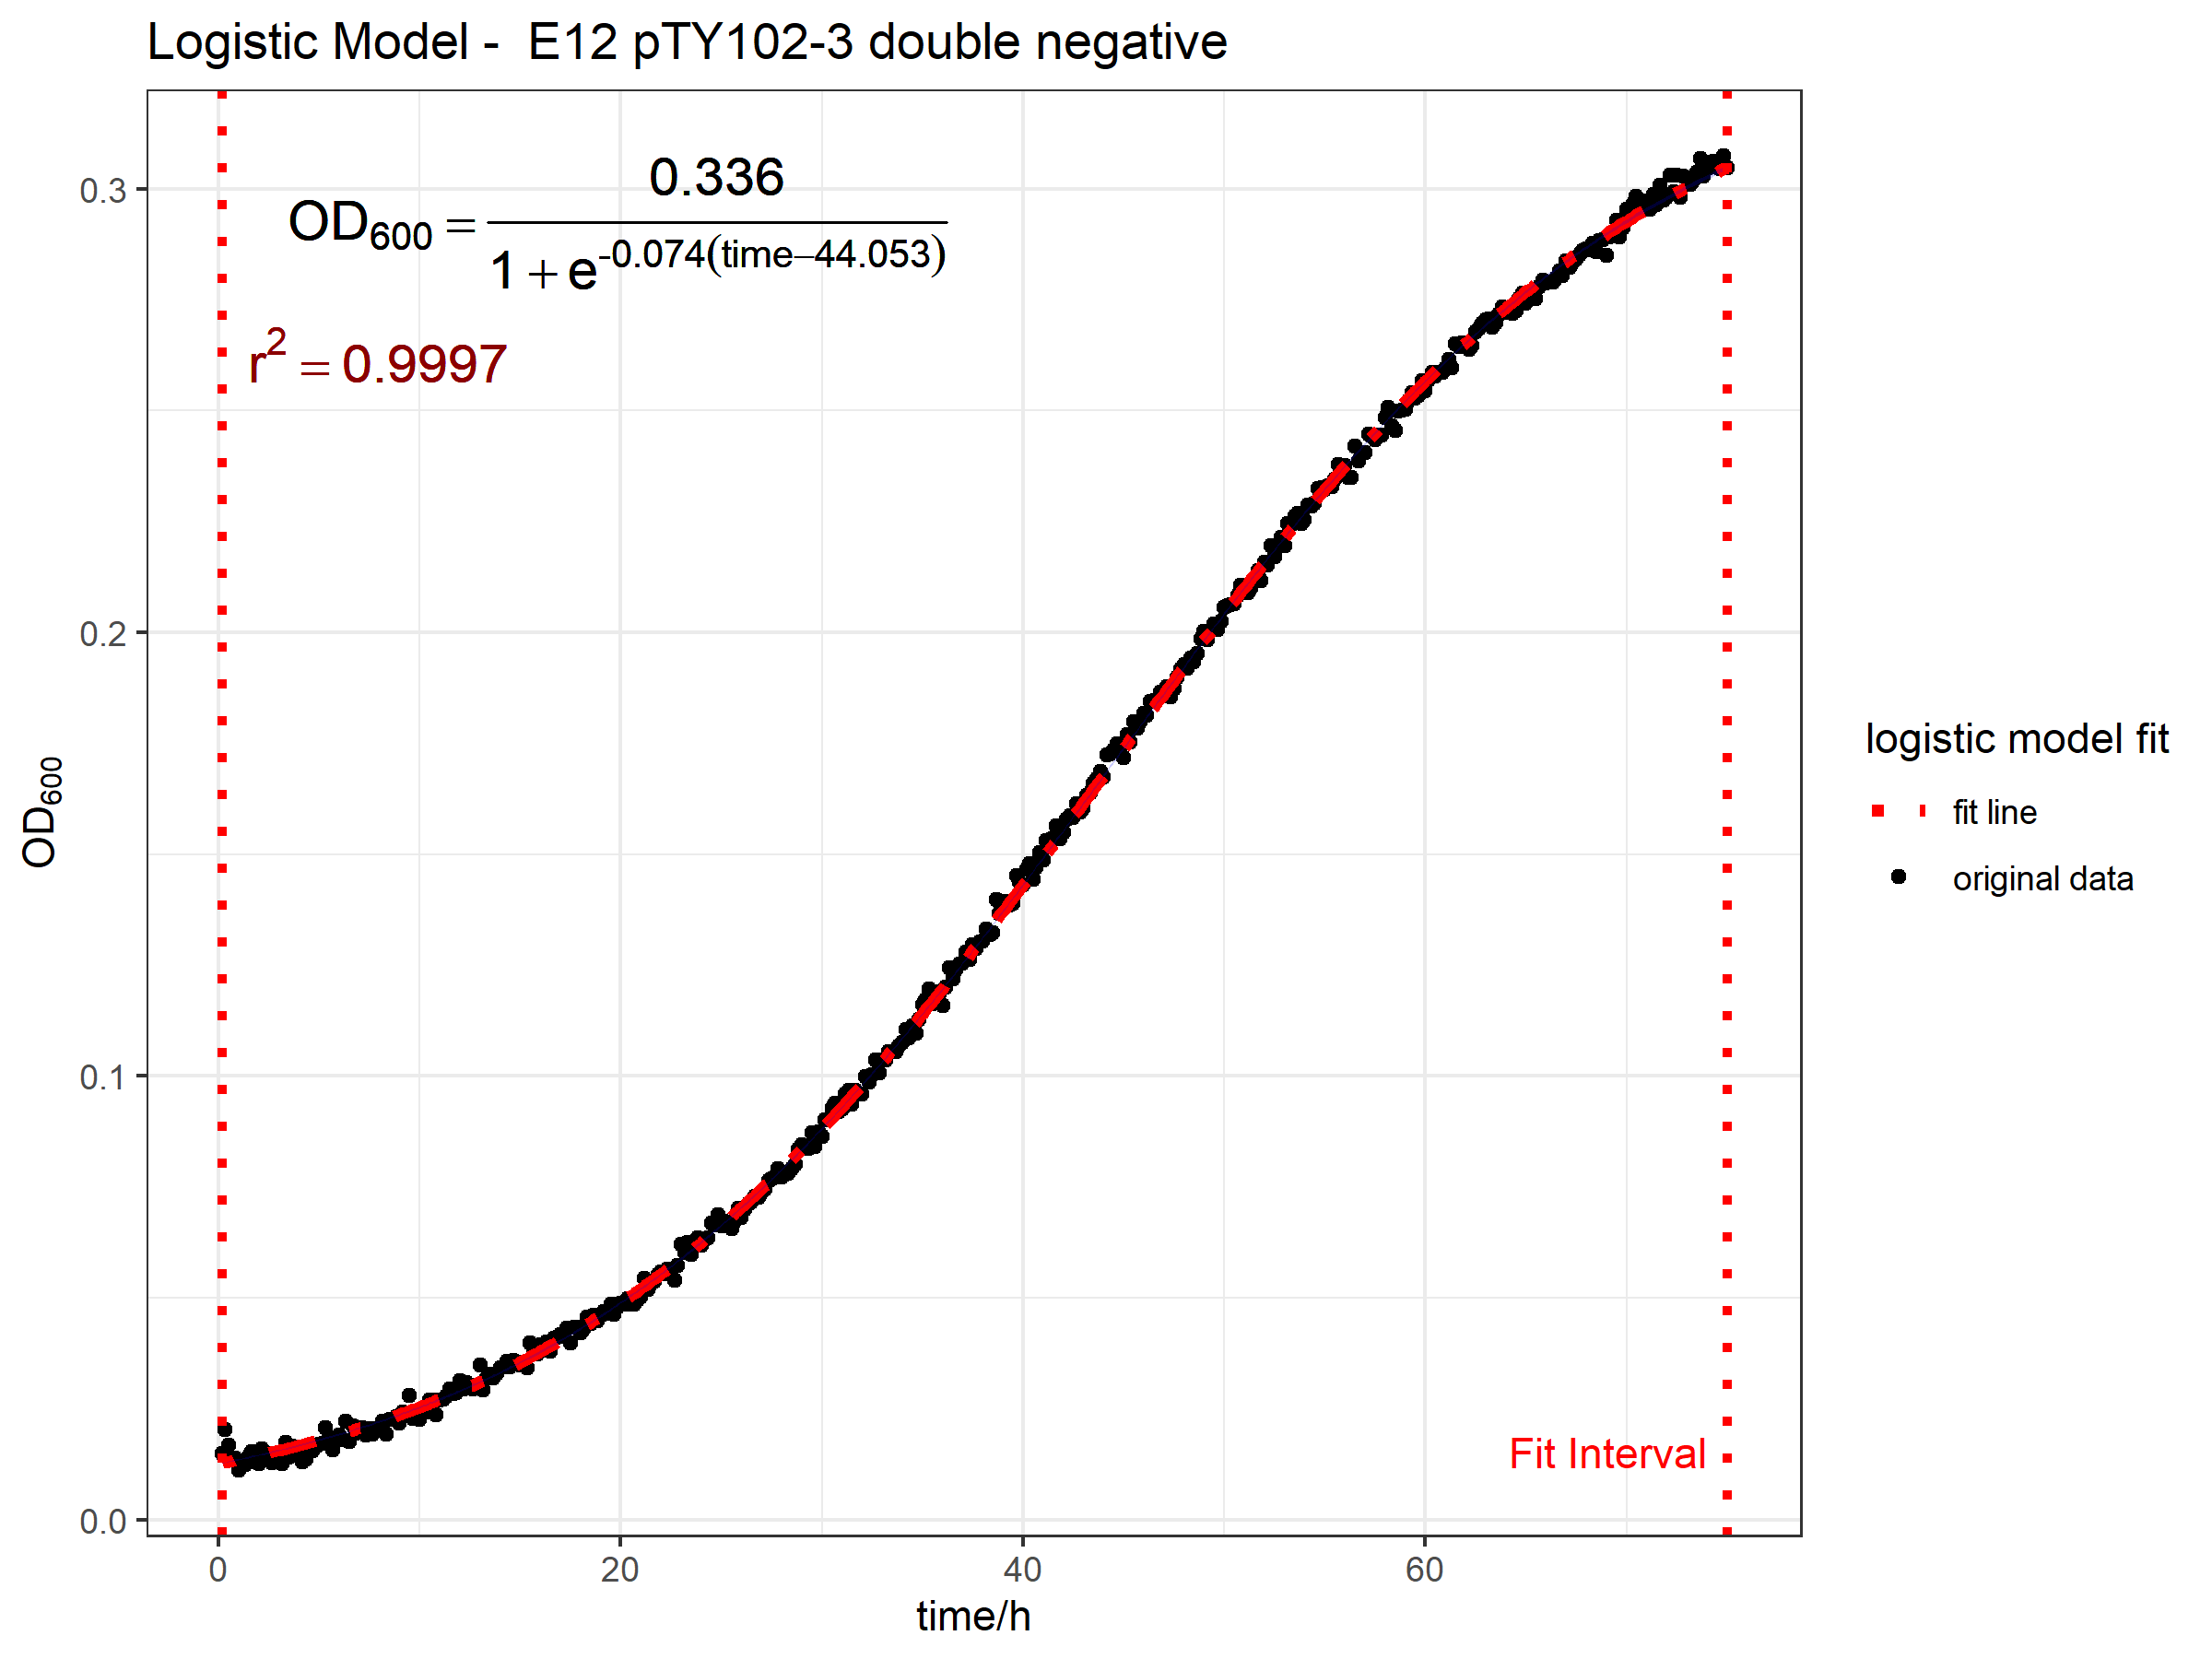 Logistic Model -  E12 pTY102-3 double negative
0.336
OD600 = 
1 + e-0.074(time−44.053)
r2 = 0.9997
0.3
0.2
0.1
0.0
OD600
Fit Interval
0 20 40 60
time/h
logistic model fit
fit line
original data